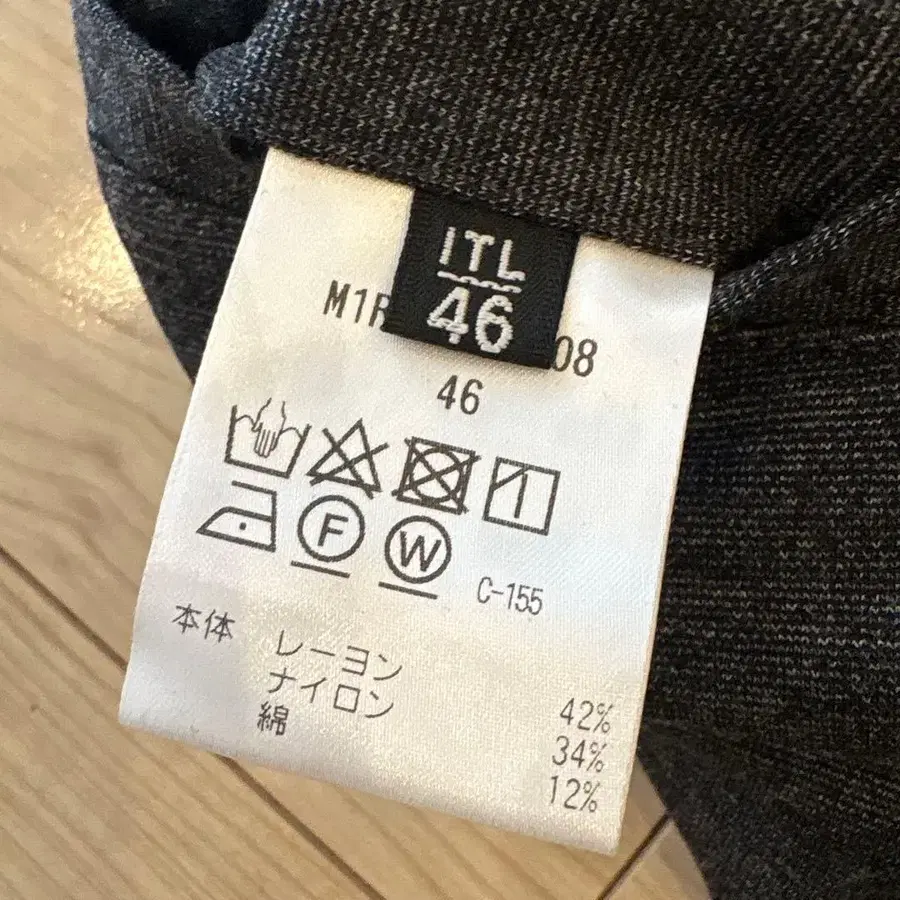 ITL
46
M1R 08
46
F W C-155
本体 レーヨン 42%
ナイロン 34%
綿 12%